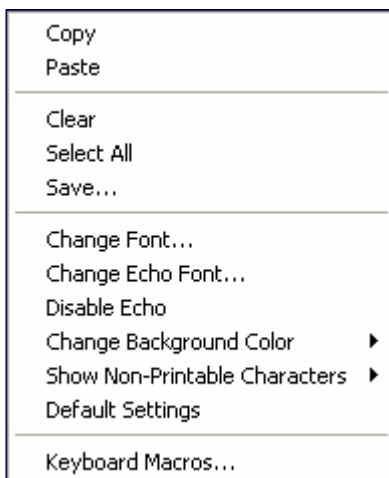 Copy
Paste
Clear
Select All
Save...
Change Font...
Change Echo Font...
Disable Echo
Change Background Color
Show Non-Printable Characters
Default Settings
Keyboard Macros...